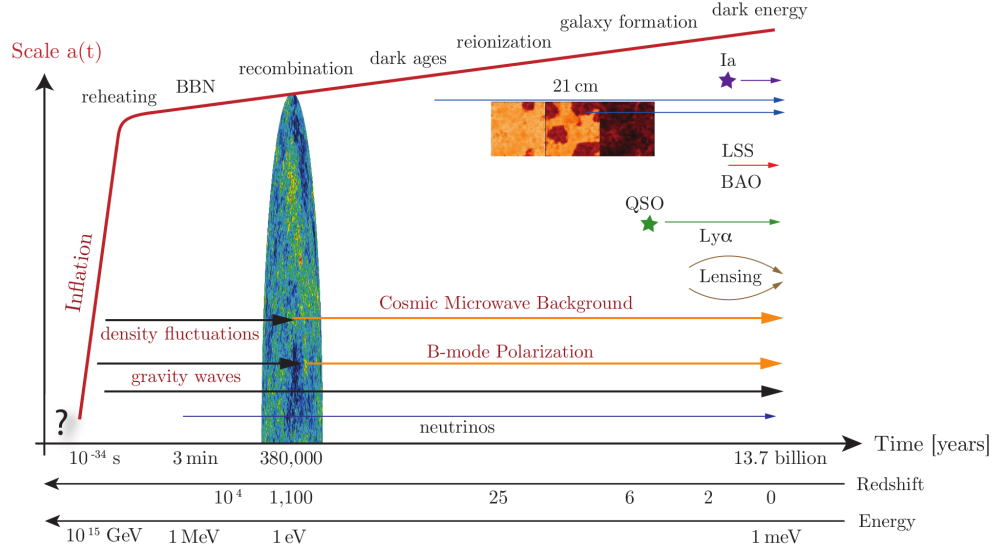 dark energy
galaxy formation
Scale a(t)
reionization
dark ages
recombination
BBN
reheating
Ia
21 cm
LSS
BAO
QSO
Lyα
Lensing
Inflation
Cosmic Microwave Background
density fluctuations
B-mode Polarization
gravity waves
?
neutrinos
Time [years]
10⁻³⁴ s 3 min 380,000 13.7 billion
Redshift
10⁴ 1,100 25 6 2 0
Energy
10¹⁵ GeV 1 MeV 1 eV 1 meV